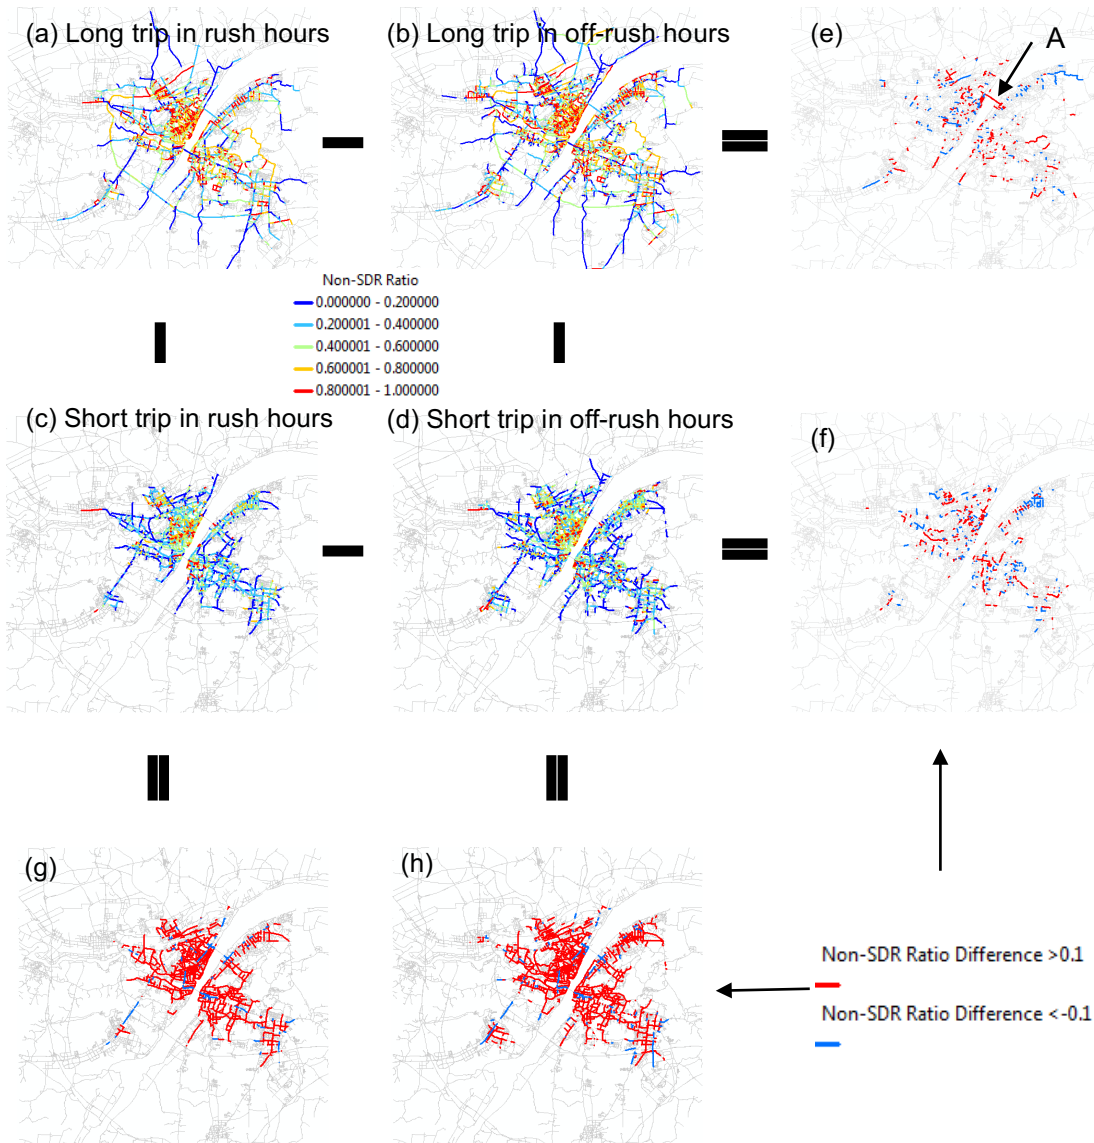 (a) Long trip in rush hours
(b) Long trip in off-rush hours
(e)
A
Non-SDR Ratio
0.000000 - 0.200000
0.200001 - 0.400000
0.400001 - 0.600000
0.600001 - 0.800000
0.800001 - 1.000000
(c) Short trip in rush hours
(d) Short trip in off-rush hours
(f)
(g)
(h)
Non-SDR Ratio Difference >0.1
Non-SDR Ratio Difference <-0.1